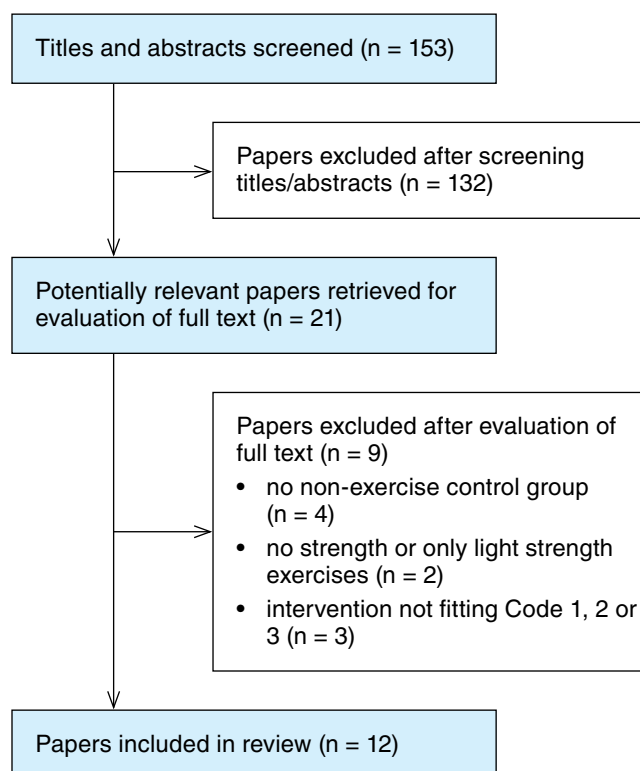 Titles and abstracts screened (n = 153)
Papers excluded after screening
titles/abstracts (n = 132)
Potentially relevant papers retrieved for
evaluation of full text (n = 21)
Papers excluded after evaluation of
full text (n = 9)
• no non-exercise control group
(n = 4)
• no strength or only light strength
exercises (n = 2)
• intervention not fitting Code 1, 2 or
3 (n = 3)
Papers included in review (n = 12)